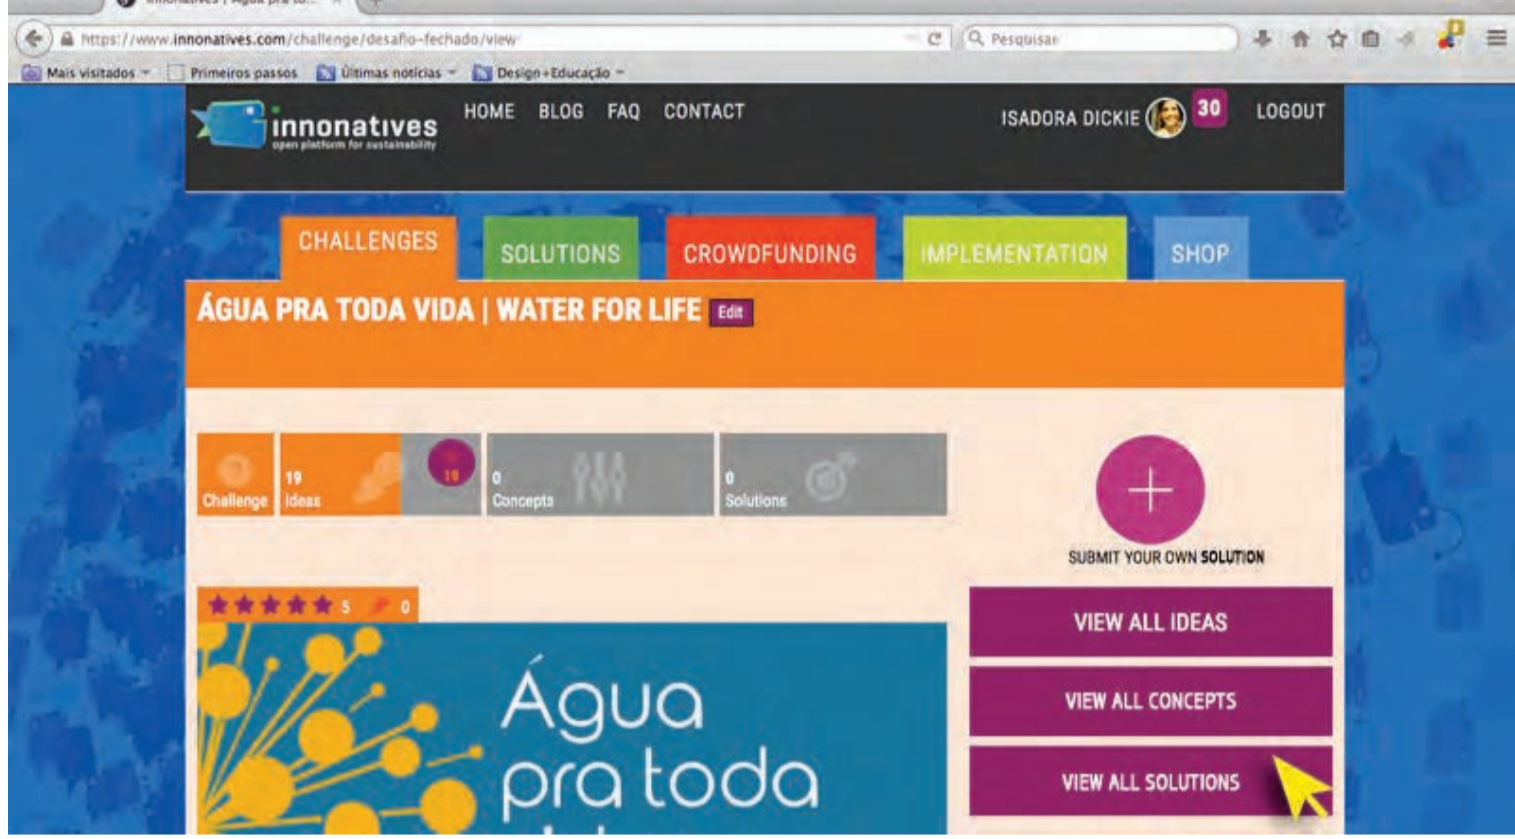 https://www.innonatives.com/challenge/desafio-fechado/view
Pesquisar
Mais visitados
Primeiros passos
Últimas notícias
Design+Educação
innonatives
open platform for sustainability
HOME BLOG FAQ CONTACT
ISADORA DICKIE 30 LOGOUT
CHALLENGES
SOLUTIONS
CROWDFUNDING
IMPLEMENTATION
SHOP
ÁGUA PRA TODA VIDA | WATER FOR LIFE Edit
Challenge
19
Ideas
19
0
Concepts
0
Solutions
SUBMIT YOUR OWN SOLUTION
5 0
VIEW ALL IDEAS
VIEW ALL CONCEPTS
VIEW ALL SOLUTIONS
Água
pra toda